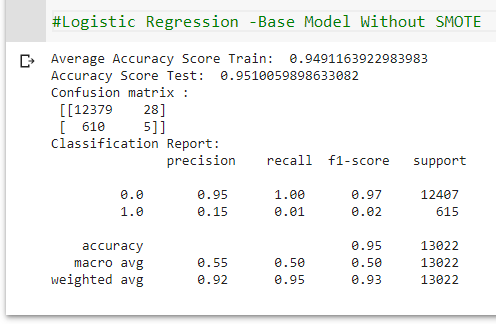 #Logistic Regression -Base Model Without SMOTE
Average Accuracy Score Train:  0.9491163922983983
Accuracy Score Test:  0.9510059898633082
Confusion matrix :
 [[12379    28]
 [  610     5]]
Classification Report:
              precision    recall  f1-score   support

         0.0       0.95      1.00      0.97     12407
         1.0       0.15      0.01      0.02       615

    accuracy                           0.95     13022
   macro avg       0.55      0.50      0.50     13022
weighted avg       0.92      0.95      0.93     13022